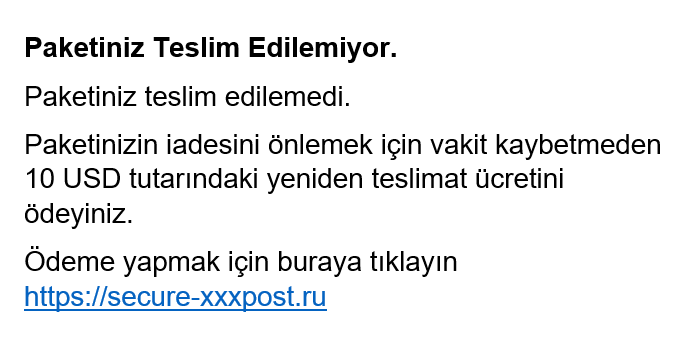 Paketiniz Teslim Edilemiyor.
Paketiniz teslim edilemedi.
Paketinizin iadesini önlemek için vakit kaybetmeden
10 USD tutarındaki yeniden teslimat ücretini
ödeyiniz.
Ödeme yapmak için buraya tıklayın
https://secure-xxxpost.ru